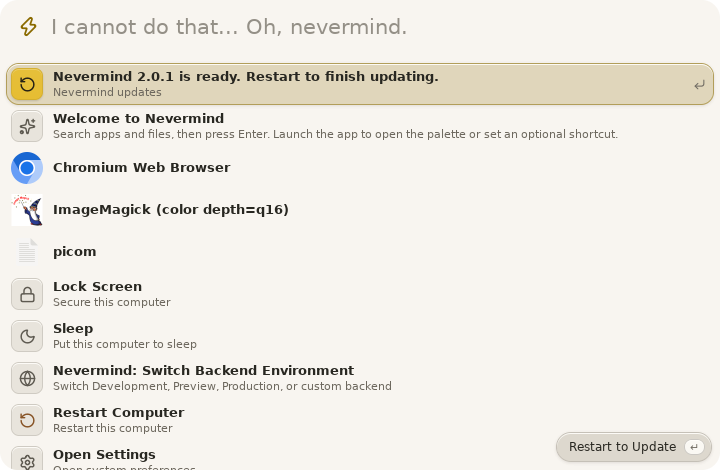 I cannot do that... Oh, nevermind.
Nevermind 2.0.1 is ready. Restart to finish updating.
Nevermind updates
Welcome to Nevermind
Search apps and files, then press Enter. Launch the app to open the palette or set an optional shortcut.
Chromium Web Browser
ImageMagick (color depth=q16)
picom
Lock Screen
Secure this computer
Sleep
Put this computer to sleep
Nevermind: Switch Backend Environment
Switch Development, Preview, Production, or custom backend
Restart Computer
Restart this computer
Restart to Update
Open Settings
Open system preferences